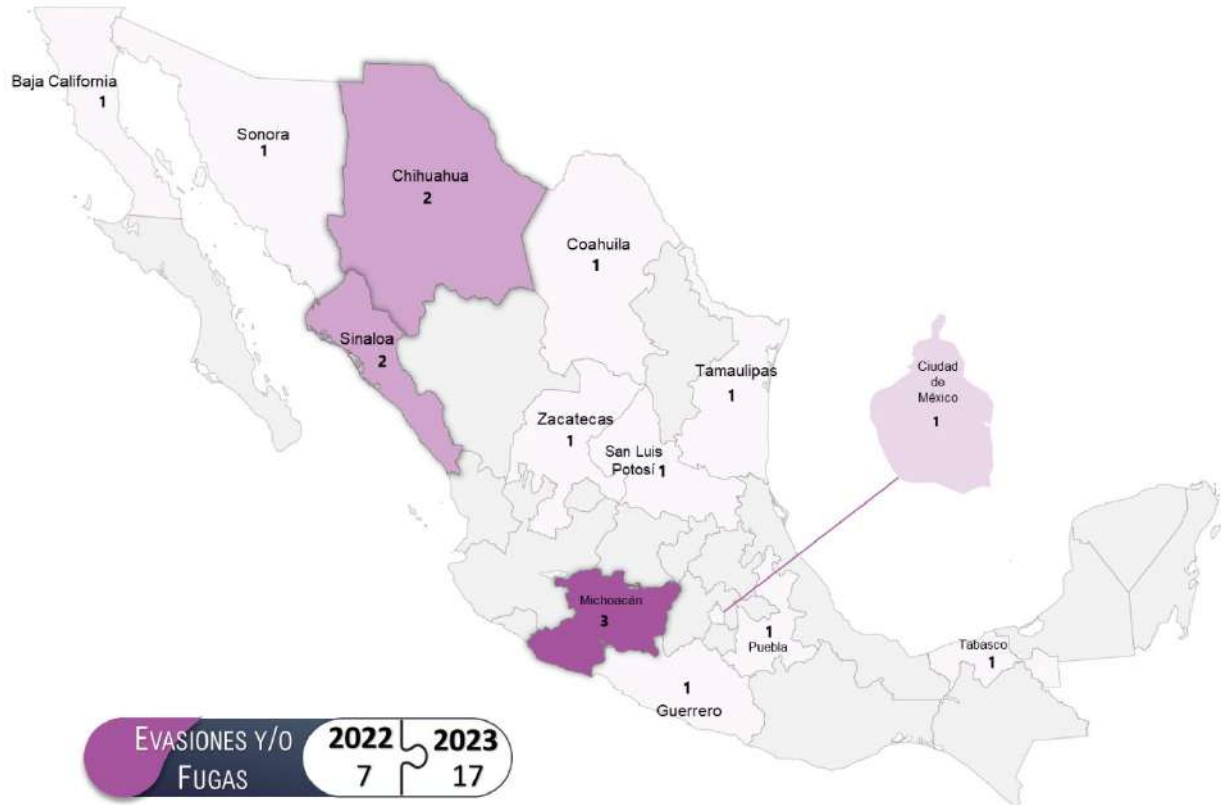 Baja California
1
Sonora
1
Chihuahua
2
Coahuila
1
Sinaloa
2
Tamaulipas
1
Ciudad
de
México
1
Zacatecas
1
San Luis
Potosí 1
Michoacán
3
1
Puebla
Tabasco
1
1
Guerrero
EVASIONES Y/O
FUGAS
2022 2023
7 17